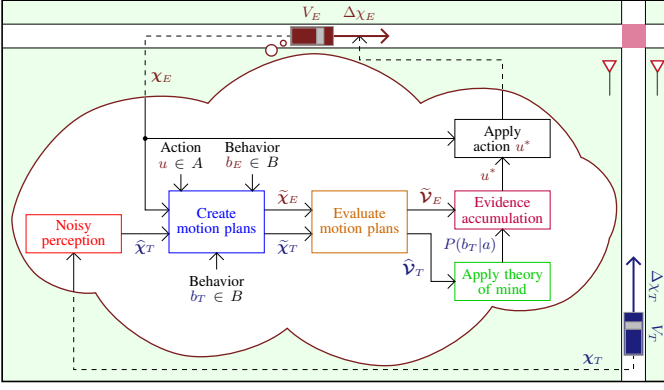 V_E Δχ_E
χ_E
Action
u ∈ A
Behavior
b_E ∈ B
Apply
action u*
u*
Noisy
perception
χ̂_T
Create
motion plans
χ̃_E
χ̃_T
Evaluate
motion plans
ṽ_E
v̂_T
Evidence
accumulation
P(b_T|a)
Behavior
b_T ∈ B
Apply theory
of mind
Δχ_T
V_T
χ_T